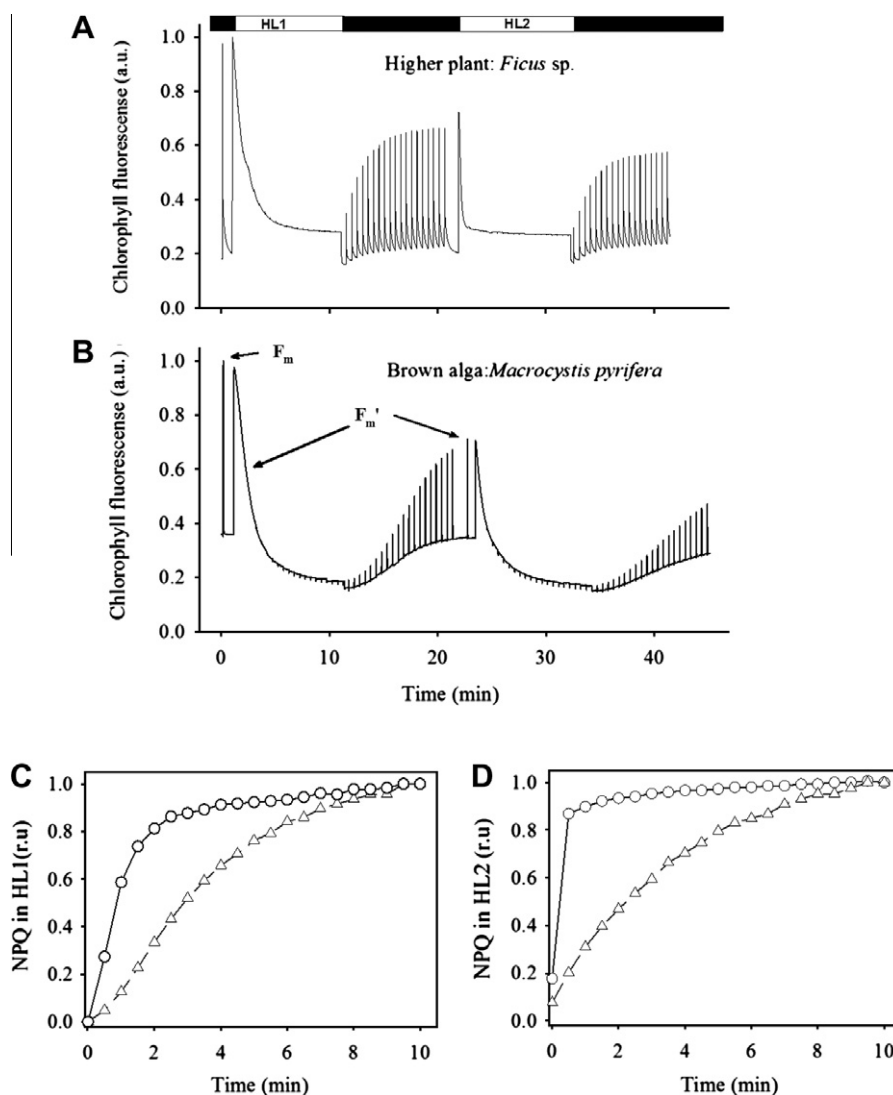 A
HL1
HL2
Higher plant: Ficus sp.
Chlorophyll fluorescense (a.u.)
1.0
0.8
0.6
0.4
0.2
0.0
B
Fm
Brown alga:Macrocystis pyrifera
Fm'
Chlorophyll fluorescense (a.u.)
1.0
0.8
0.6
0.4
0.2
0.0
0 10 20 30 40
Time (min)
C
NPQ in HL1(r.u)
1.0
0.8
0.6
0.4
0.2
0.0
0 2 4 6 8 10
Time (min)
D
NPQ in HL2 (r.u)
1.0
0.8
0.6
0.4
0.2
0.0
0 2 4 6 8 10
Time (min)